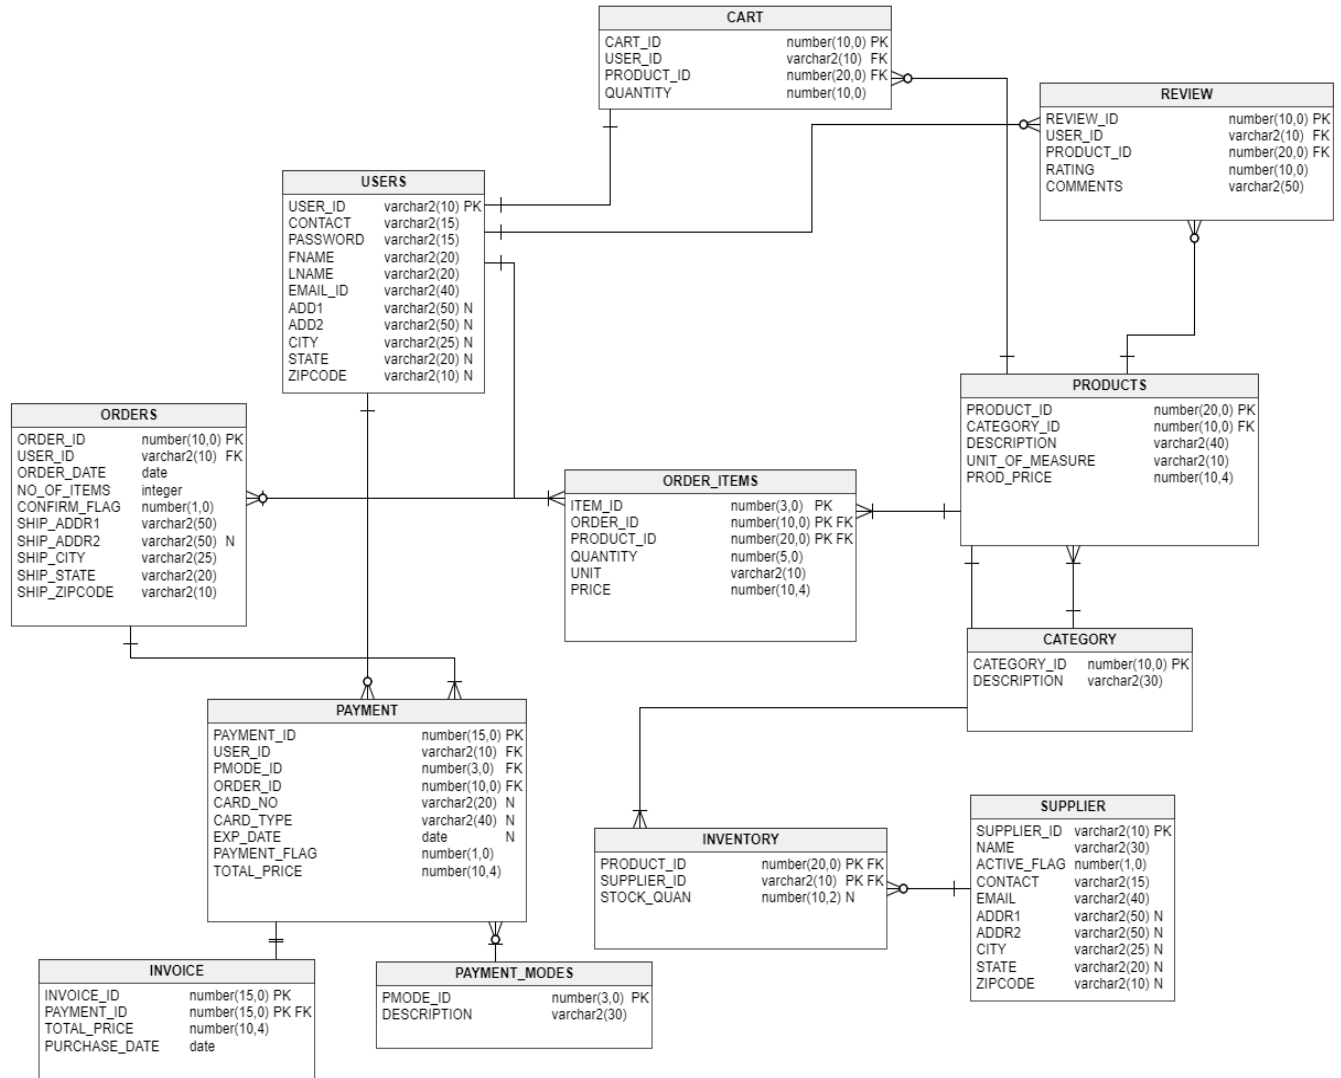 CART
CART_ID number(10,0) PK
USER_ID varchar2(10) FK
PRODUCT_ID number(20,0) FK
QUANTITY number(10,0)
REVIEW
REVIEW_ID number(10,0) PK
USER_ID varchar2(10) FK
PRODUCT_ID number(20,0) FK
RATING number(10,0)
COMMENTS varchar2(50)
USERS
USER_ID varchar2(10) PK
CONTACT varchar2(15)
PASSWORD varchar2(15)
FNAME varchar2(20)
LNAME varchar2(20)
EMAIL_ID varchar2(40)
ADD1 varchar2(50) N
ADD2 varchar2(50) N
CITY varchar2(25) N
STATE varchar2(20) N
ZIPCODE varchar2(10) N
PRODUCTS
PRODUCT_ID number(20,0) PK
CATEGORY_ID number(10,0) FK
DESCRIPTION varchar2(40)
UNIT_OF_MEASURE varchar2(10)
PROD_PRICE number(10,4)
ORDERS
ORDER_ID number(10,0) PK
USER_ID varchar2(10) FK
ORDER_DATE date
NO_OF_ITEMS integer
CONFIRM_FLAG number(1,0)
SHIP_ADDR1 varchar2(50)
SHIP_ADDR2 varchar2(50) N
SHIP_CITY varchar2(25)
SHIP_STATE varchar2(20)
SHIP_ZIPCODE varchar2(10)
ORDER_ITEMS
ITEM_ID number(3,0) PK
ORDER_ID number(10,0) PK FK
PRODUCT_ID number(20,0) PK FK
QUANTITY number(5,0)
UNIT varchar2(10)
PRICE number(10,4)
CATEGORY
CATEGORY_ID number(10,0) PK
DESCRIPTION varchar2(30)
PAYMENT
PAYMENT_ID number(15,0) PK
USER_ID varchar2(10) FK
PMODE_ID number(3,0) FK
ORDER_ID number(10,0) FK
CARD_NO varchar2(20) N
CARD_TYPE varchar2(40) N
EXP_DATE date N
PAYMENT_FLAG number(1,0)
TOTAL_PRICE number(10,4)
INVENTORY
PRODUCT_ID number(20,0) PK FK
SUPPLIER_ID varchar2(10) PK FK
STOCK_QUAN number(10,2) N
SUPPLIER
SUPPLIER_ID varchar2(10) PK
NAME varchar2(30)
ACTIVE_FLAG number(1,0)
CONTACT varchar2(15)
EMAIL varchar2(40)
ADDR1 varchar2(50) N
ADDR2 varchar2(50) N
CITY varchar2(25) N
STATE varchar2(20) N
ZIPCODE varchar2(10) N
INVOICE
INVOICE_ID number(15,0) PK
PAYMENT_ID number(15,0) PK FK
TOTAL_PRICE number(10,4)
PURCHASE_DATE date
PAYMENT_MODES
PMODE_ID number(3,0) PK
DESCRIPTION varchar2(30)